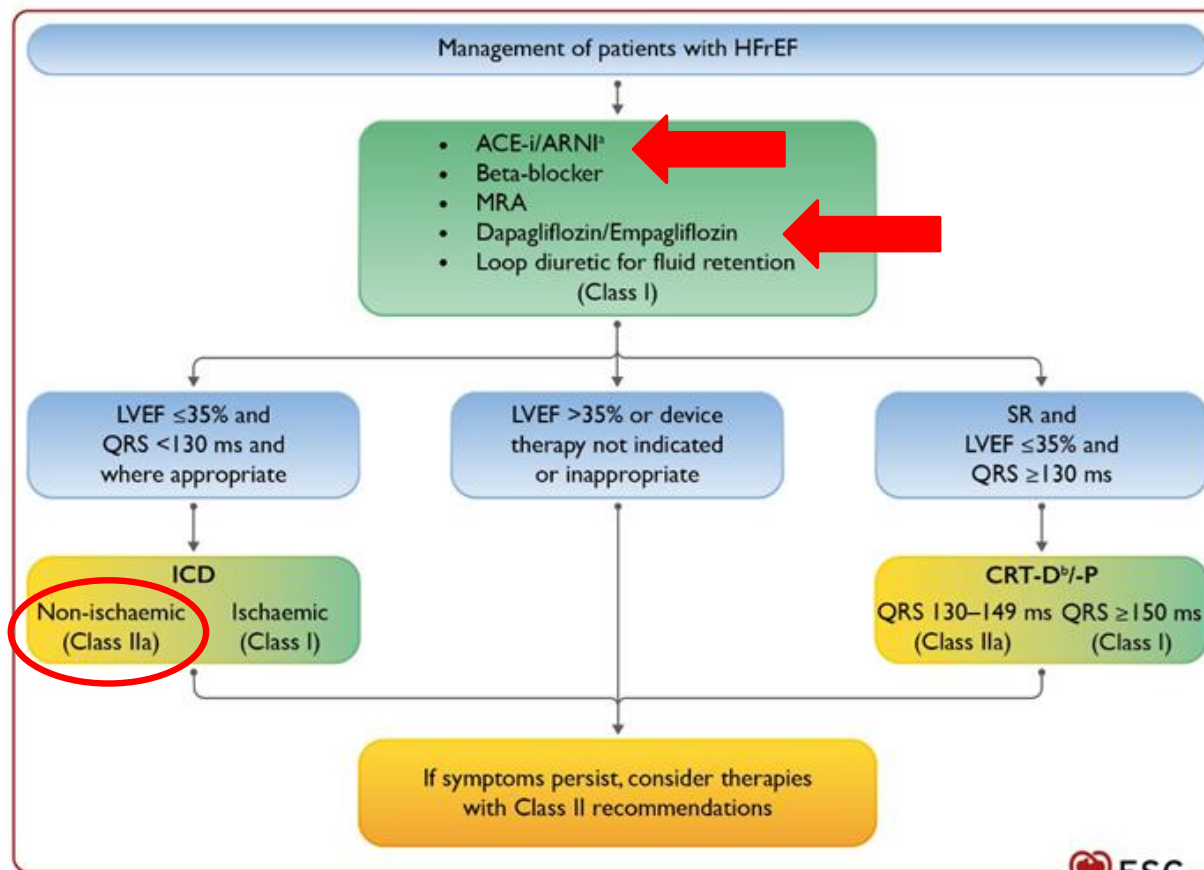 Management of patients with HFrEF
• ACE-i/ARNIᵃ
• Beta-blocker
• MRA
• Dapagliflozin/Empagliflozin
• Loop diuretic for fluid retention
(Class I)
LVEF ≤35% and
QRS <130 ms and
where appropriate
LVEF >35% or device
therapy not indicated
or inappropriate
SR and
LVEF ≤35% and
QRS ≥130 ms
ICD
Non-ischaemic
(Class IIa)
Ischaemic
(Class I)
CRT-Dᵇ/-P
QRS 130–149 ms
(Class IIa)
QRS ≥150 ms
(Class I)
If symptoms persist, consider therapies
with Class II recommendations
ESC